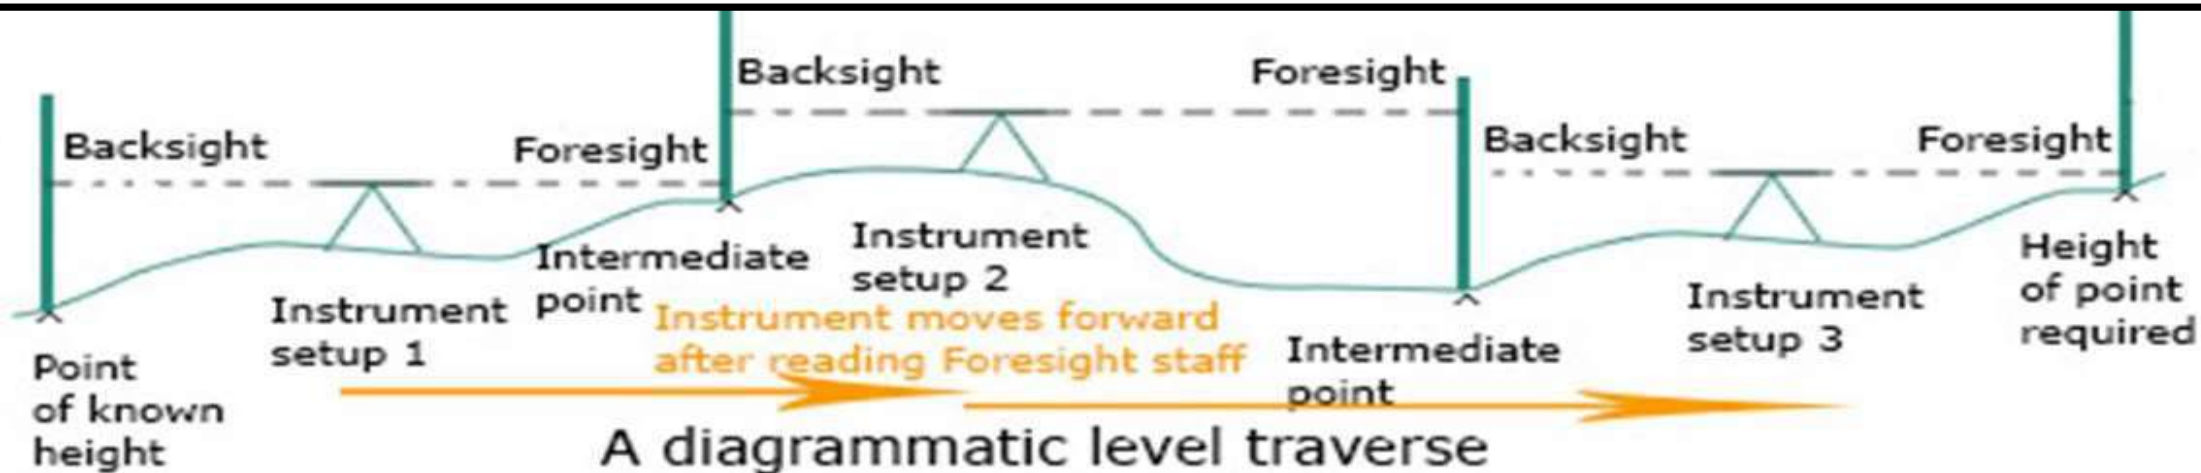 Backsight
Foresight
Backsight
Foresight
Backsight
Foresight
Point
of known
height
Instrument
setup 1
Intermediate
point
Instrument
setup 2
Instrument moves forward
after reading Foresight staff
Intermediate
point
Instrument
setup 3
Height
of point
required
A diagrammatic level traverse